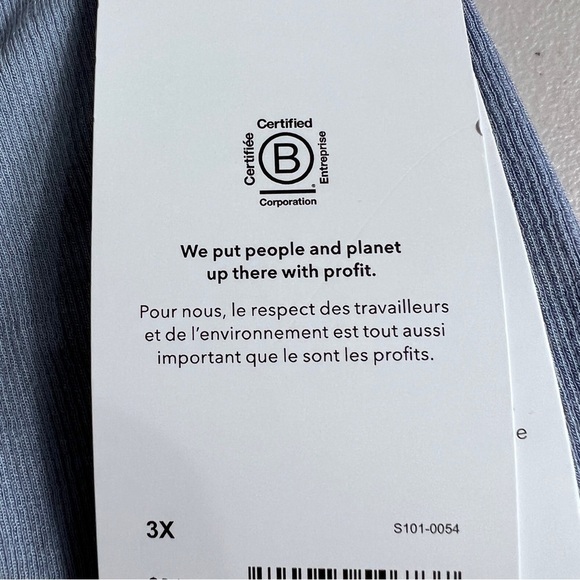 Certified
Certifiée
B
Entreprise
Corporation
We put people and planet
up there with profit.
Pour nous, le respect des travailleurs
et de l'environnement est tout aussi
important que le sont les profits.
e
3X
S101-0054